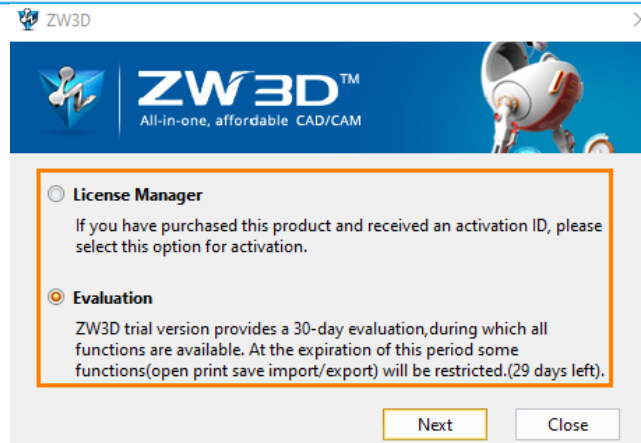 ZW3D
ZW3D™
All-in-one, affordable CAD/CAM
License Manager
If you have purchased this product and received an activation ID, please
select this option for activation.
Evaluation
ZW3D trial version provides a 30-day evaluation,during which all
functions are available. At the expiration of this period some
functions(open print save import/export) will be restricted.(29 days left).
Next
Close